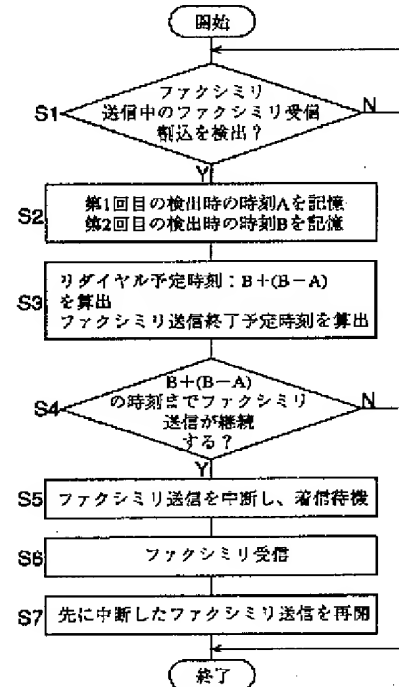 開始
ファクシミリ
送信中のファクシミリ受信
割込を検出？
S1
N
Y
S2
第1回目の検出時の時刻Aを記憶
第2回目の検出時の時刻Bを記憶
S3
リダイヤル予定時刻：B+(B-A)
を算出
ファクシミリ送信終了予定時刻を算出
B+(B-A)
の時刻までファクシミリ
送信が継続
する？
S4
N
Y
S5
ファクシミリ送信を中断し、着信待機
S6
ファクシミリ受信
S7
先に中断したファクシミリ送信を再開
終了